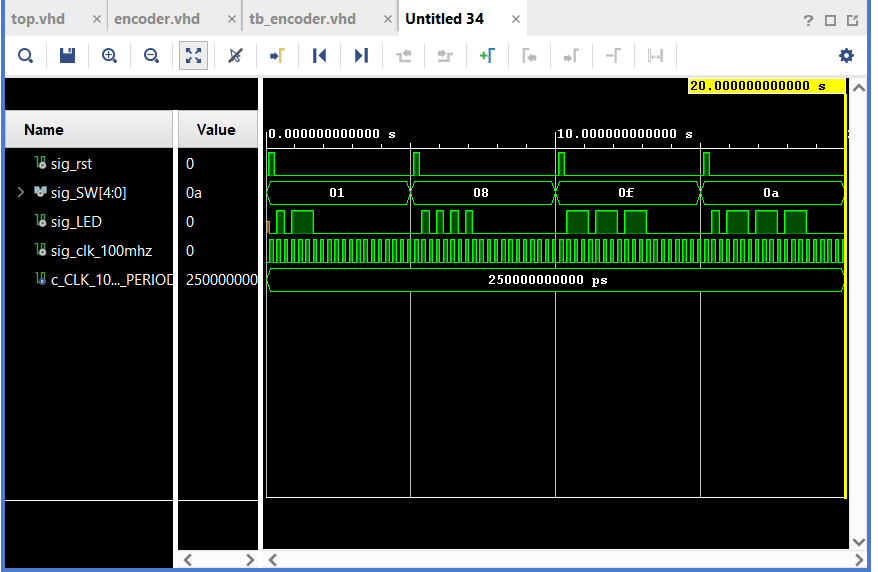 top.vhd × encoder.vhd × tb_encoder.vhd × Untitled 34 × ?
20.000000000000 s
Name Value
0.000000000000 s 10.000000000000 s
sig_rst 0
sig_SW[4:0] 0a 01 08 0f 0a
sig_LED 0
sig_clk_100mhz 0
c_CLK_10..._PERIOD 250000000 250000000000 ps